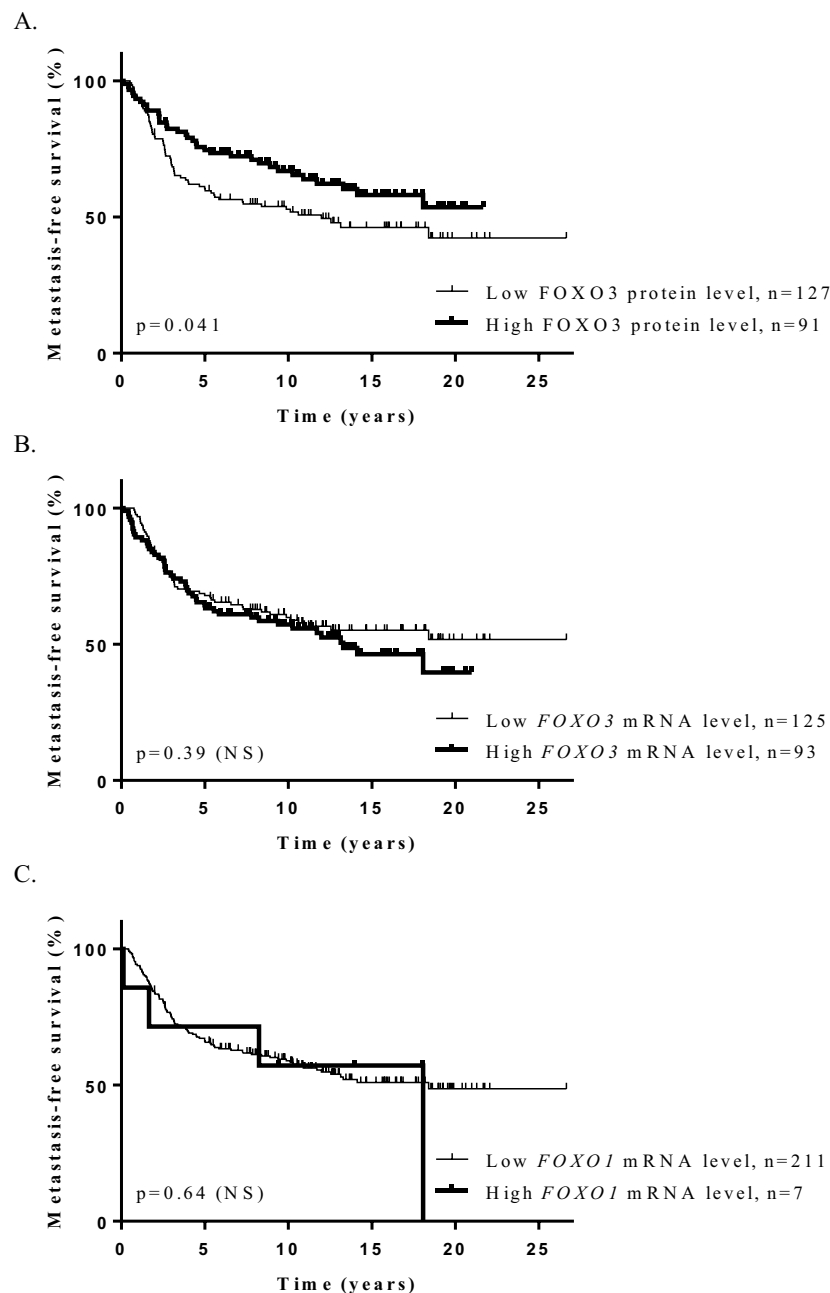 A.
Metastasis-free survival (%)
100
50
0
Low FOXO3 protein level, n=127
High FOXO3 protein level, n=91
p=0.041
0 5 10 15 20 25
Time (years)
B.
Metastasis-free survival (%)
100
50
0
Low FOXO3 mRNA level, n=125
High FOXO3 mRNA level, n=93
p=0.39 (NS)
0 5 10 15 20 25
Time (years)
C.
Metastasis-free survival (%)
100
50
0
Low FOXO1 mRNA level, n=211
High FOXO1 mRNA level, n=7
p=0.64 (NS)
0 5 10 15 20 25
Time (years)